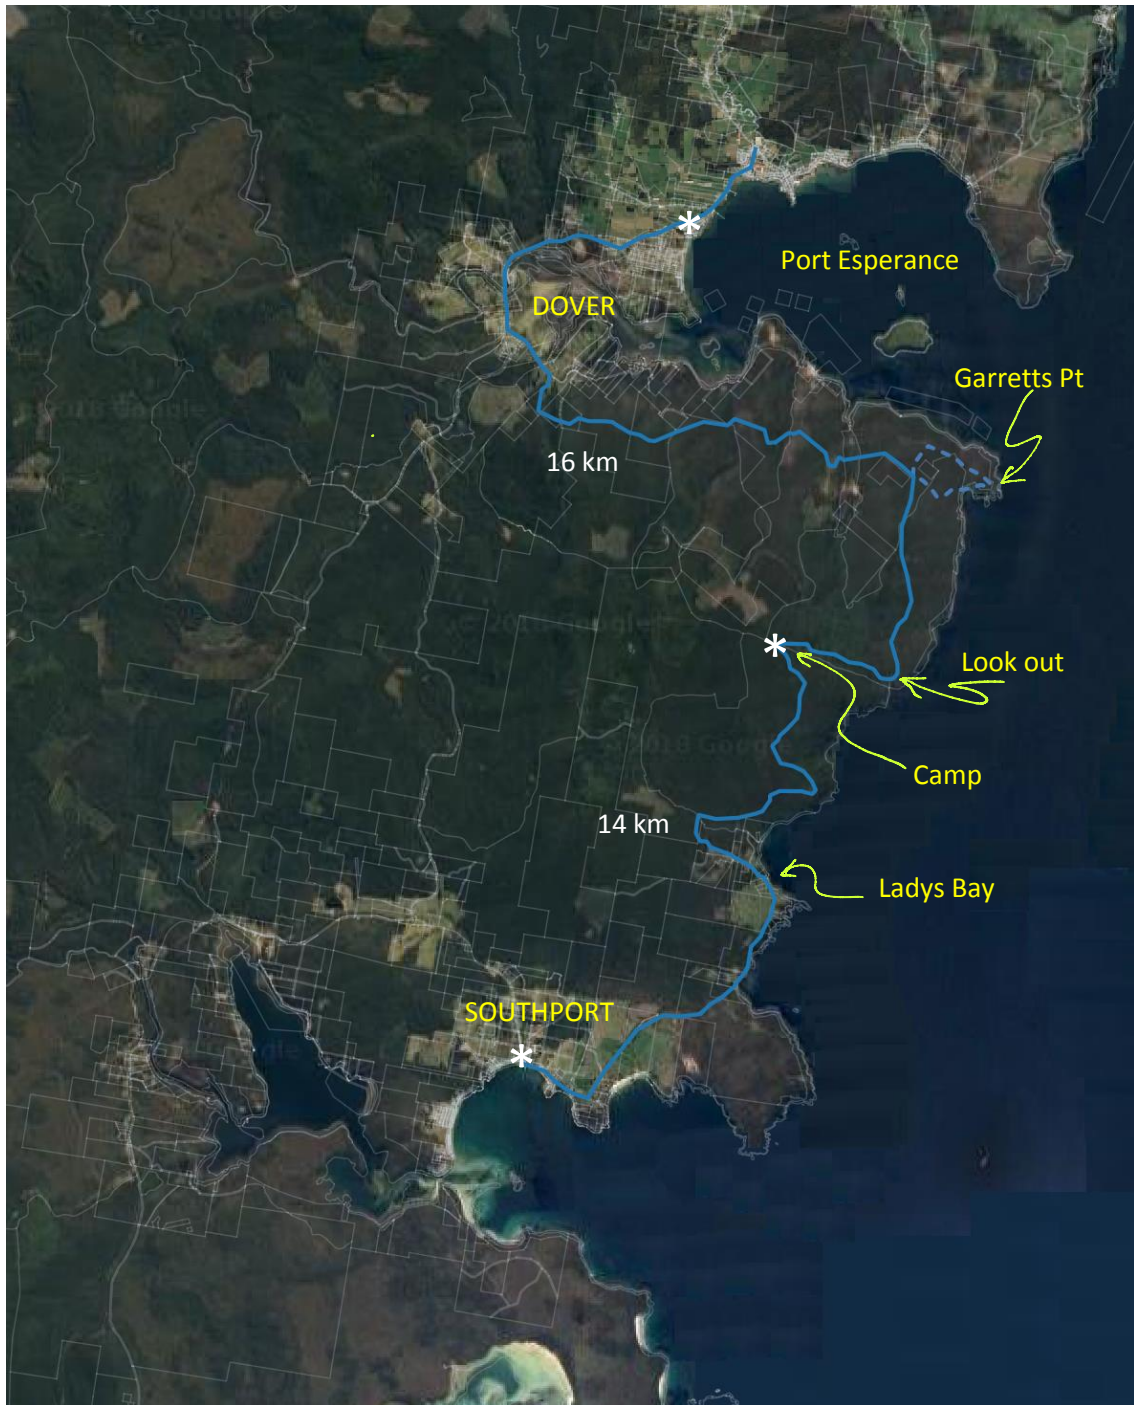 Port Esperance
DOVER
Garretts Pt
16 km
Look out
Camp
14 km
Ladys Bay
SOUTHPORT